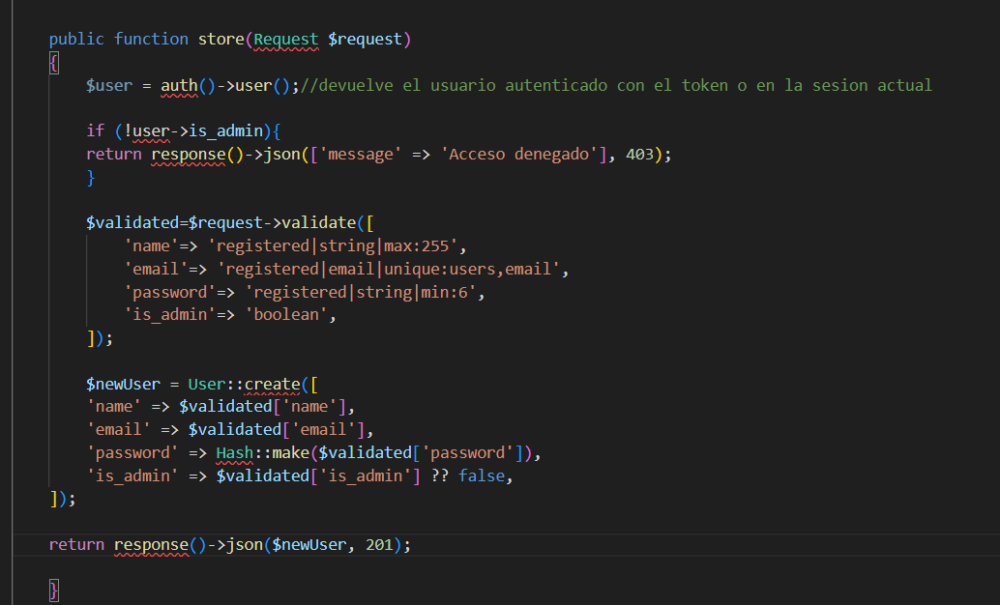 public function store(Request $request)
{
$user = auth()->user();//devuelve el usuario autenticado con el token o en la sesion actual
if (!user->is_admin){
return response()->json(['message' => 'Acceso denegado'], 403);
}
$validated=$request->validate([
'name'=> 'registered|string|max:255',
'email'=> 'registered|email|unique:users,email',
'password'=> 'registered|string|min:6',
'is_admin'=> 'boolean',
]);
$newUser = User::create([
'name' => $validated['name'],
'email' => $validated['email'],
'password' => Hash::make($validated['password']),
'is_admin' => $validated['is_admin'] ?? false,
]);
return response()->json($newUser, 201);
}